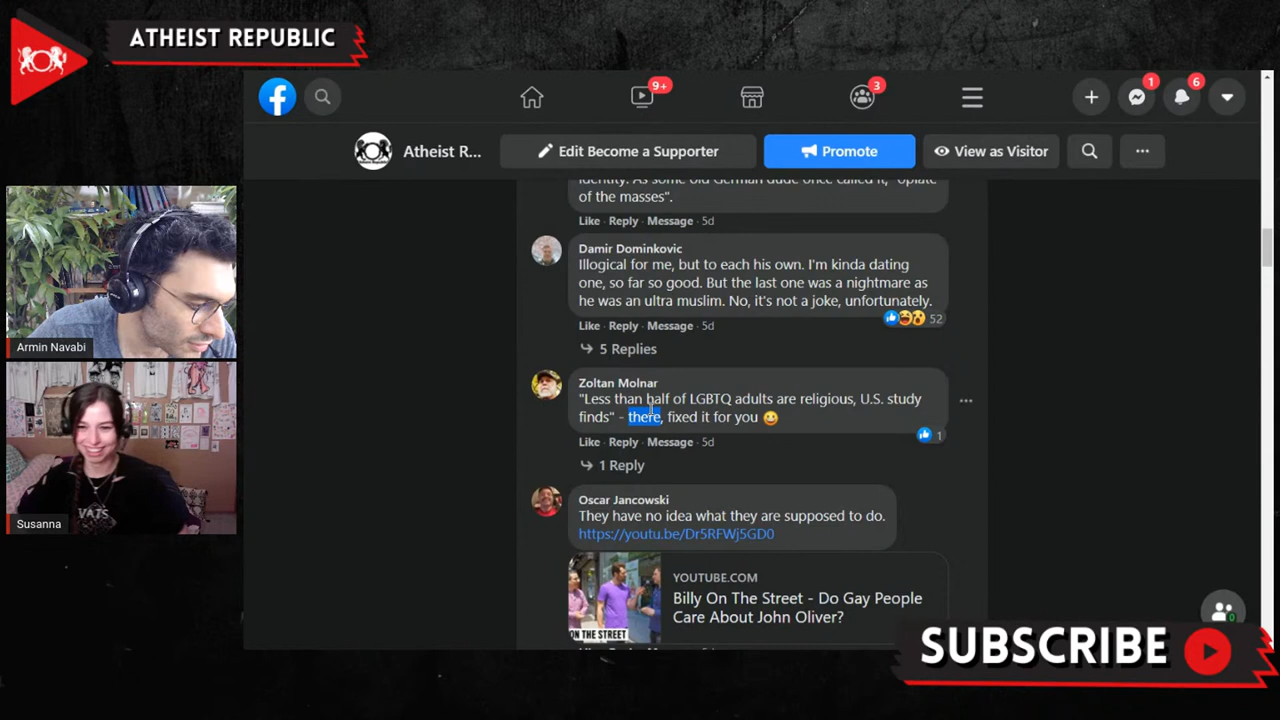 ATHEIST REPUBLIC
9+
3
1
6
Atheist R...
Edit Become a Supporter
Promote
View as Visitor
identity. As some old German dude once called it, "opiate
of the masses".
Like · Reply · Message · 5d
Damir Dominkovic
Illogical for me, but to each his own. I'm kinda dating
one, so far so good. But the last one was a nightmare as
he was an ultra muslim. No, it's not a joke, unfortunately.
52
Like · Reply · Message · 5d
5 Replies
Zoltan Molnar
"Less than half of LGBTQ adults are religious, U.S. study
finds" - there, fixed it for you
1
Like · Reply · Message · 5d
1 Reply
Oscar Jancowski
They have no idea what they are supposed to do.
https://youtu.be/Dr5RFWj5GD0
YOUTUBE.COM
Billy On The Street - Do Gay People
Care About John Oliver?
ON THE STREET
Armin Navabi
VATS
Susanna
0
SUBSCRIBE